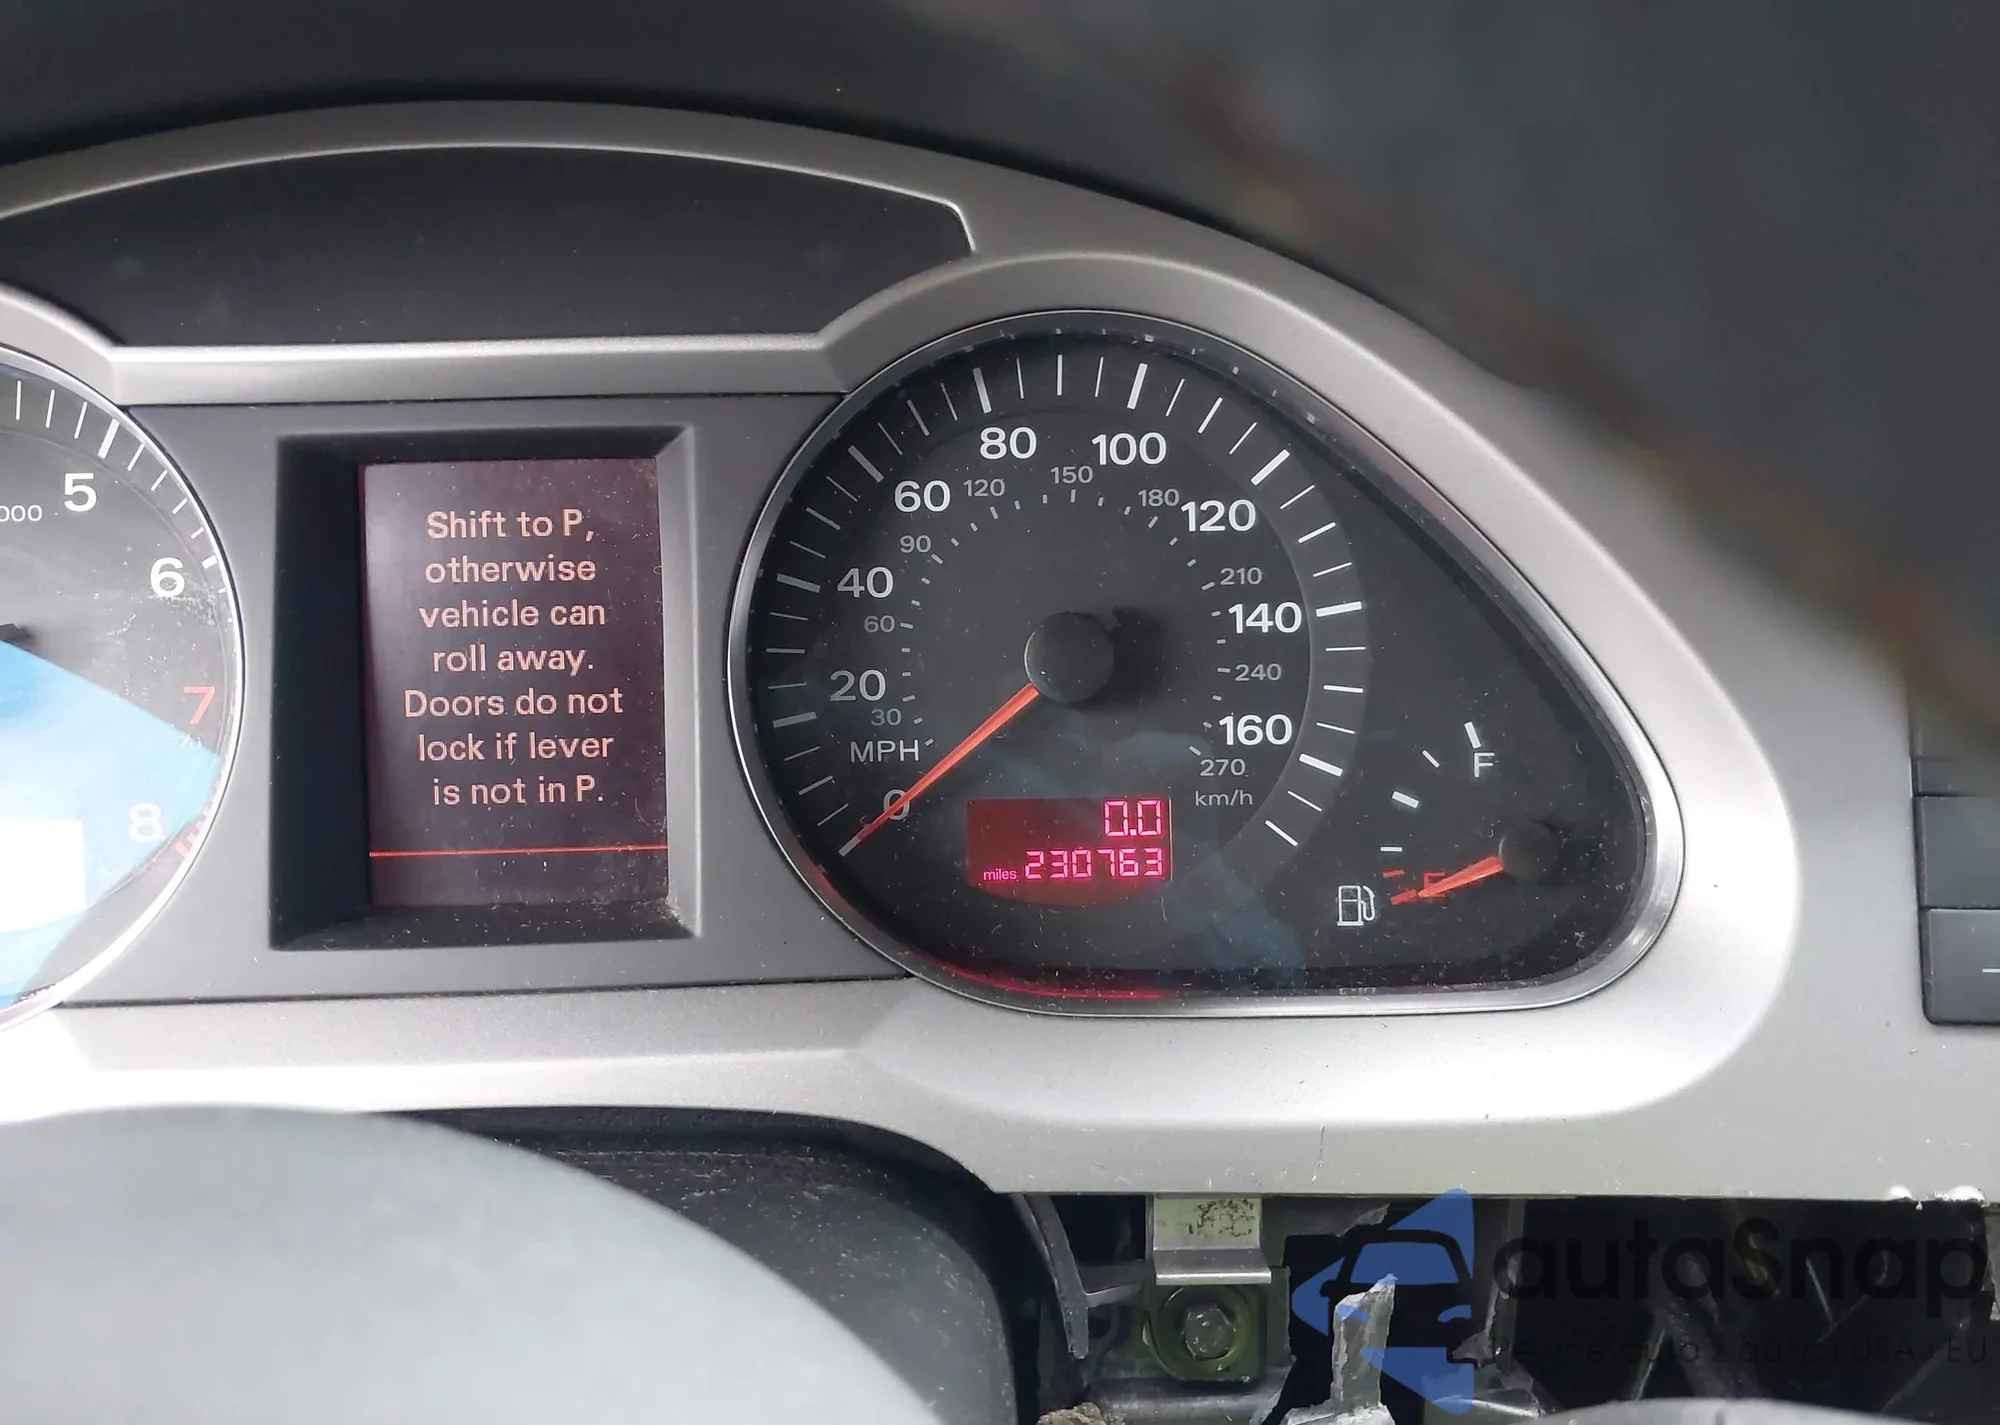 5
000
6
7
8
Shift to P,
otherwise
vehicle can
roll away.
Doors do not
lock if lever
is not in P.
80
100
150
60
120
180
120
90
40
210
60
140
20
240
30
160
MPH
270
0
km/h
0.0
miles 230763
F
E
autoSnap